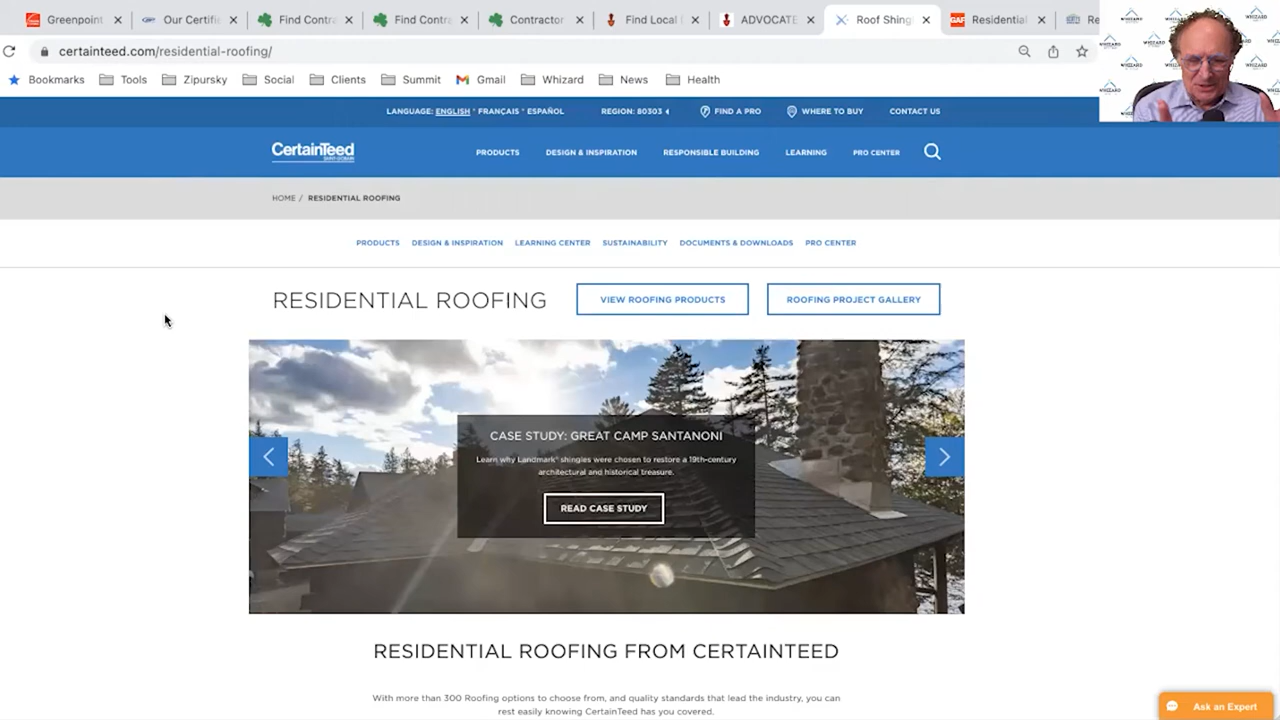 Greenpoint
Our Certifie
Find Contra
Find Contra
Contractor
Find Local
ADVOCATE
Roof Shing
GAF
Residential
Re
certainteed.com/residential-roofing/
Bookmarks
Tools
Zipursky
Social
Clients
Summit
Gmail
Whizard
News
Health
WHIZARD
LANGUAGE: ENGLISH * FRANÇAIS * ESPAÑOL
REGION: 80303
FIND A PRO
WHERE TO BUY
CONTACT US
CertainTeed
SAINT-GOBAIN
PRODUCTS
DESIGN & INSPIRATION
RESPONSIBLE BUILDING
LEARNING
PRO CENTER
HOME / RESIDENTIAL ROOFING
PRODUCTS
DESIGN & INSPIRATION
LEARNING CENTER
SUSTAINABILITY
DOCUMENTS & DOWNLOADS
PRO CENTER
RESIDENTIAL ROOFING
VIEW ROOFING PRODUCTS
ROOFING PROJECT GALLERY
CASE STUDY: GREAT CAMP SANTANONI
Learn why Landmark® shingles were chosen to restore a 19th-century
architectural and historical treasure.
READ CASE STUDY
RESIDENTIAL ROOFING FROM CERTAINTEED
With more than 300 Roofing options to choose from, and quality standards that lead the industry, you can
rest easily knowing CertainTeed has you covered.
Ask an Expert